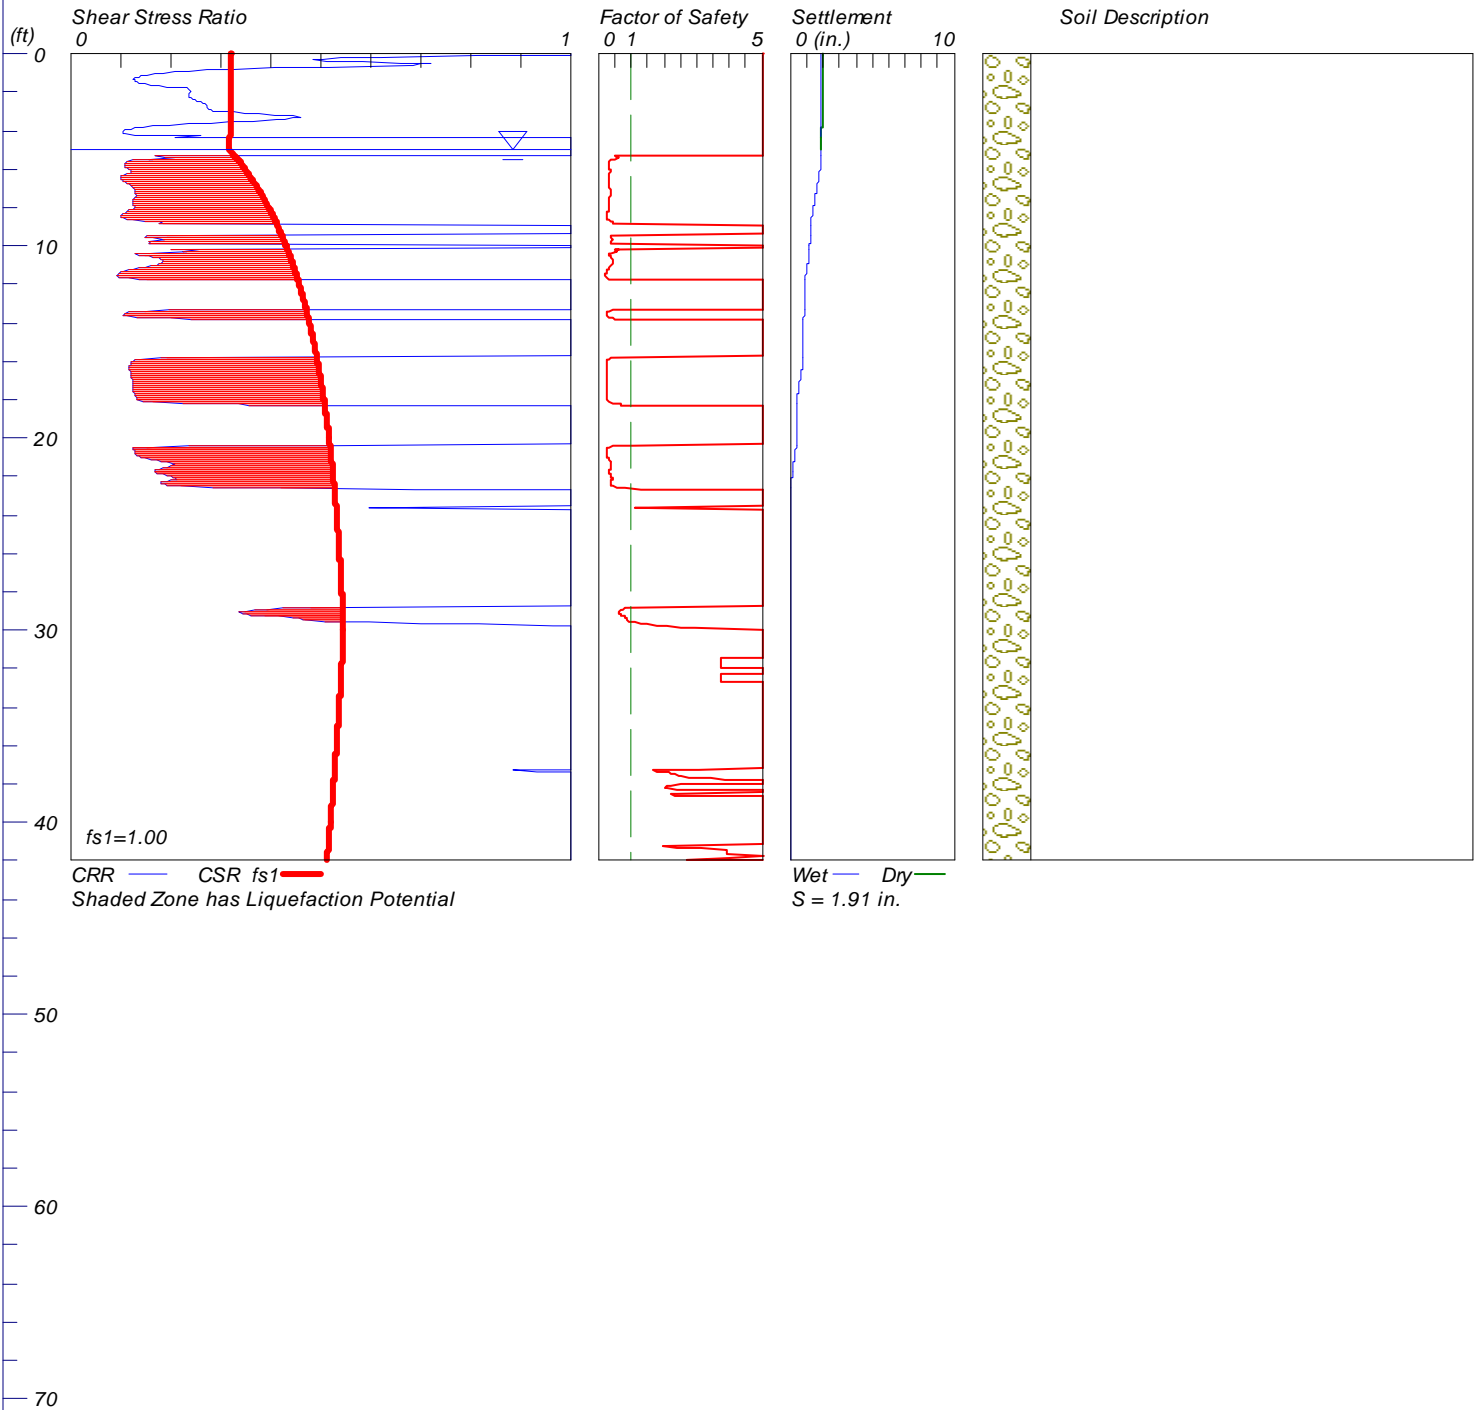 Shear Stress Ratio
Factor of Safety
Settlement
Soil Description
(ft)
0 1
0 1 5
0 (in.) 10
0
10
20
30
40
50
60
70
fs1=1.00
CRR CSR fs1
Shaded Zone has Liquefaction Potential
Wet Dry
S = 1.91 in.